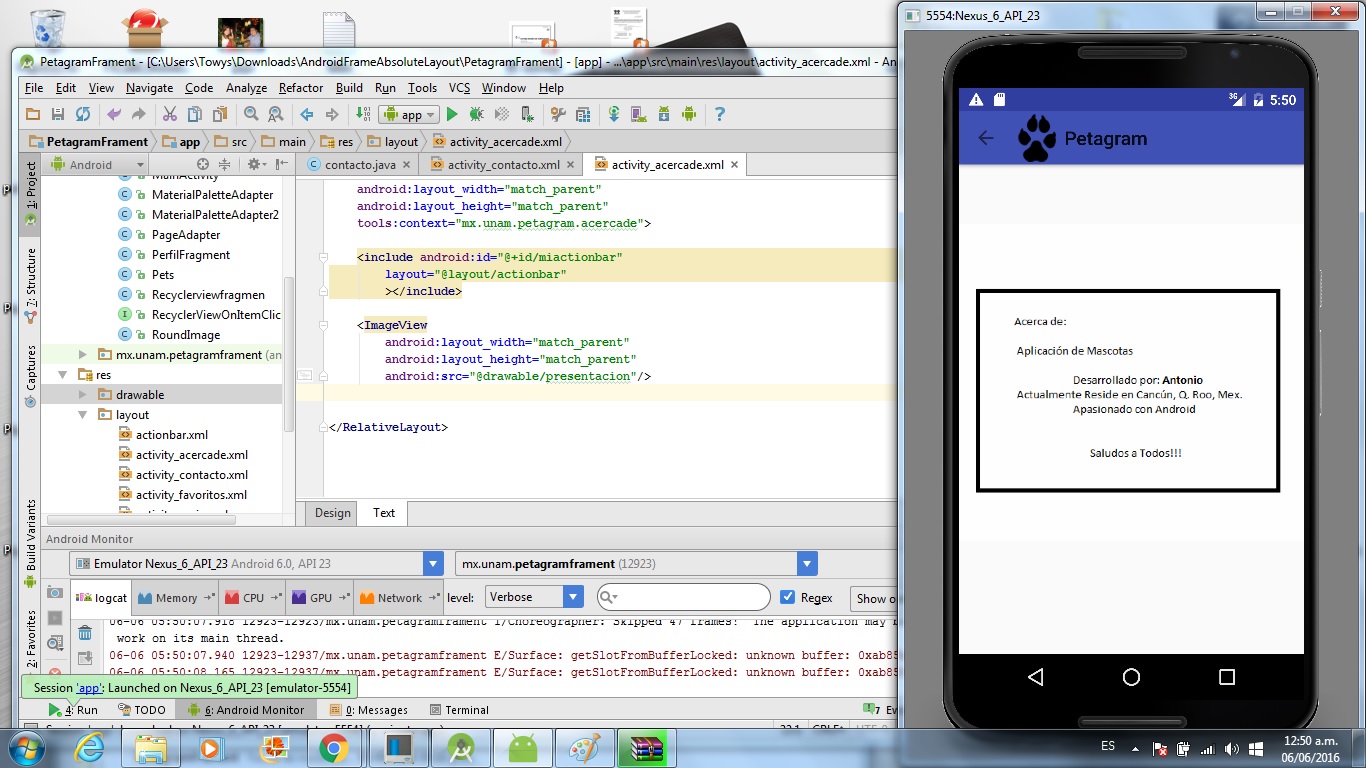 PetagramFrament - [C:\Users\Towys\Downloads\AndroidFrameAbsoluteLayout\PetagramFrament] - [app] - ...\app\src\main\res\layout\activity_acercade.xml - An
File Edit View Navigate Code Analyze Refactor Build Run Tools VCS Window Help
app
PetagramFrament app src main res layout activity_acercade.xml
Android
contacto.java activity_contacto.xml activity_acercade.xml
1: Project
7: Structure
Captures
Build Variants
2: Favorites
MainActivity
MaterialPaletteAdapter
MaterialPaletteAdapter2
PageAdapter
PerfilFragment
Pets
Recyclerviewfragmen
RecyclerViewOnItemClic
RoundImage
mx.unam.petagramframent (an
res
drawable
layout
actionbar.xml
activity_acercade.xml
activity_contacto.xml
activity_favoritos.xml
android:layout_width="match_parent"
android:layout_height="match_parent"
tools:context="mx.unam.petagram.acercade">
<include android:id="@+id/miactionbar"
layout="@layout/actionbar"
></include>
<ImageView
android:layout_width="match_parent"
android:layout_height="match_parent"
android:src="@drawable/presentacion"/>
</RelativeLayout>
Design Text
Android Monitor
Emulator Nexus_6_API_23 Android 6.0, API 23
mx.unam.petagramframent (12923)
logcat Memory CPU GPU Network level: Verbose Regex Show o
06-06 05:50:07.918 12923-12923/mx.unam.petagramframent I/Choreographer: Skipped 47 frames! The application may b
work on its main thread.
06-06 05:50:07.940 12923-12937/mx.unam.petagramframent E/Surface: getSlotFromBufferLocked: unknown buffer: 0xab85
06-06 05:50:08.165 12923-12937/mx.unam.petagramframent E/Surface: getSlotFromBufferLocked: unknown buffer: 0xab85
Session 'app': Launched on Nexus_6_API_23 [emulator-5554]
4: Run TODO 6: Android Monitor 0: Messages Terminal 7 Ev
5554:Nexus_6_API_23
3G 5:50
Petagram
Acerca de:
Aplicación de Mascotas
Desarrollado por: Antonio
Actualmente Reside en Cancún, Q. Roo, Mex.
Apasionado con Android
Saludos a Todos!!!
ES
12:50 a.m.
06/06/2016